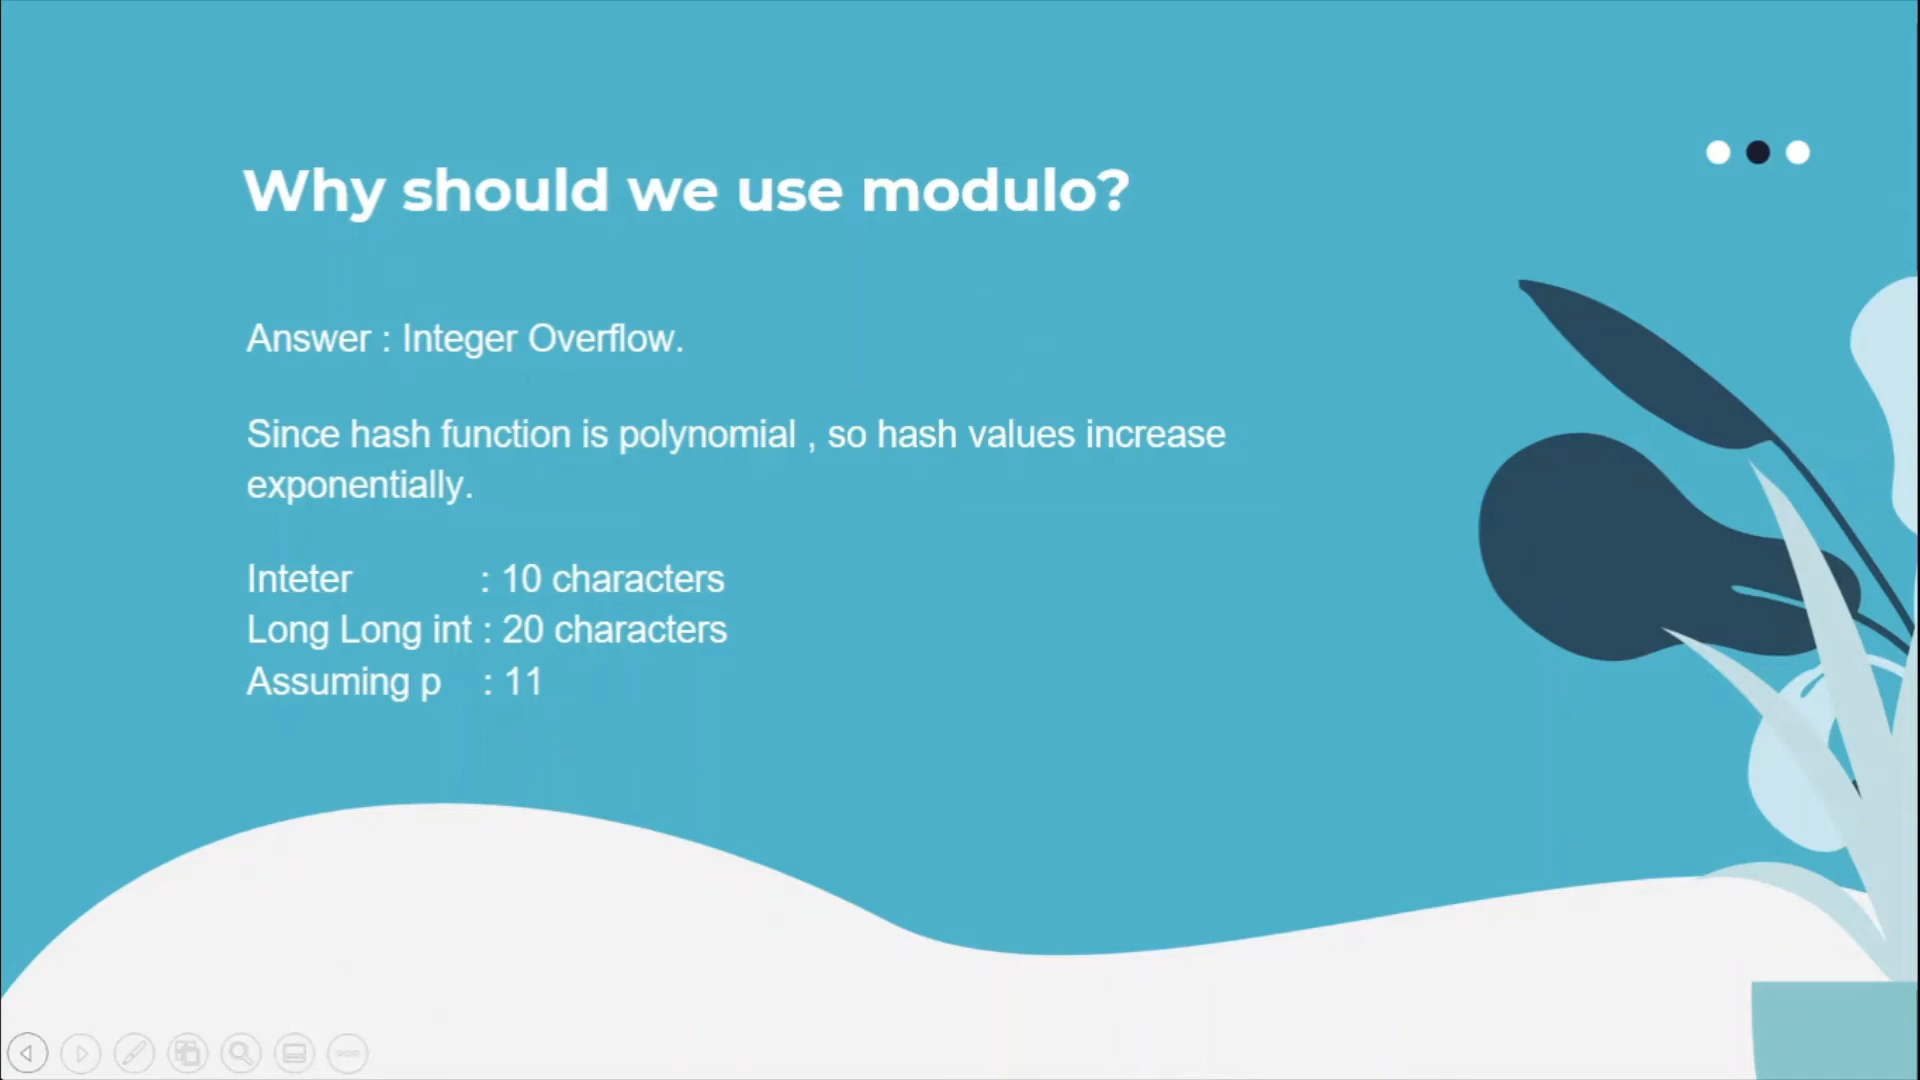 Why should we use modulo?
Answer : Integer Overflow.
Since hash function is polynomial , so hash values increase
exponentially.
Inteter : 10 characters
Long Long int : 20 characters
Assuming p : 11